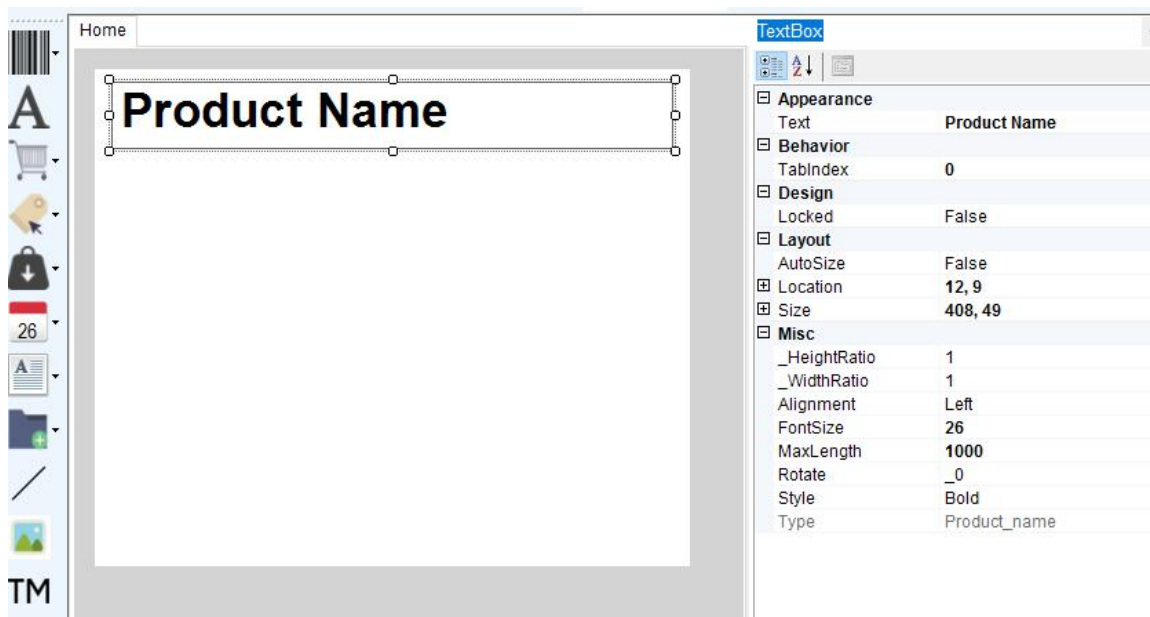 Home
TextBox
A
26
A
TM
Product Name
A
Z
Appearance
Text Product Name
Behavior
TabIndex 0
Design
Locked False
Layout
AutoSize False
Location 12, 9
Size 408, 49
Misc
_HeightRatio 1
_WidthRatio 1
Alignment Left
FontSize 26
MaxLength 1000
Rotate _0
Style Bold
Type Product_name